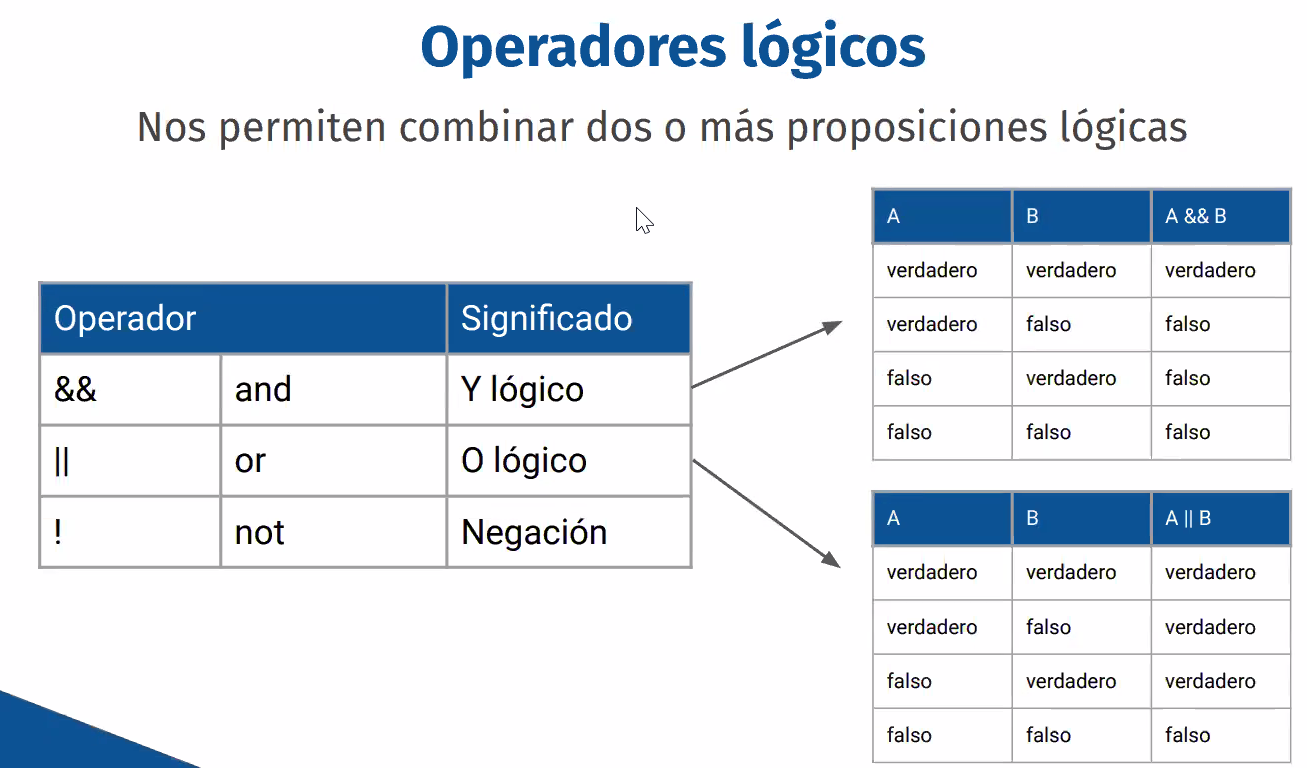 Operadores lógicos
Nos permiten combinar dos o más proposiciones lógicas
Operador Significado
&& and Y lógico
|| or O lógico
! not Negación
A B A && B
verdadero verdadero verdadero
verdadero falso falso
falso verdadero falso
falso falso falso
A B A || B
verdadero verdadero verdadero
verdadero falso verdadero
falso verdadero verdadero
falso falso falso